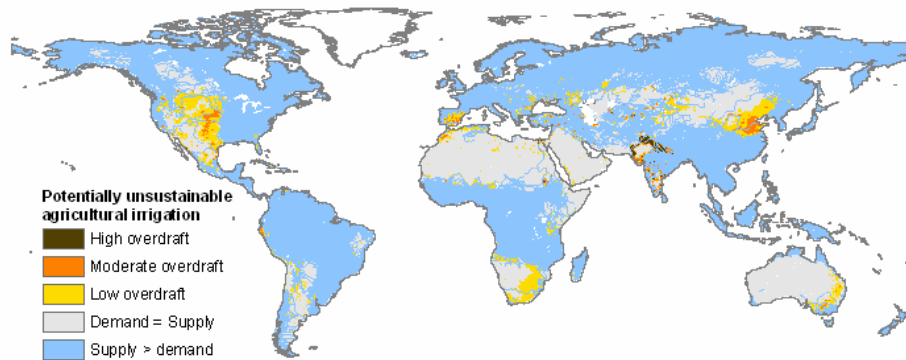 Potentially unsustainable
agricultural irrigation
High overdraft
Moderate overdraft
Low overdraft
Demand = Supply
Supply > demand